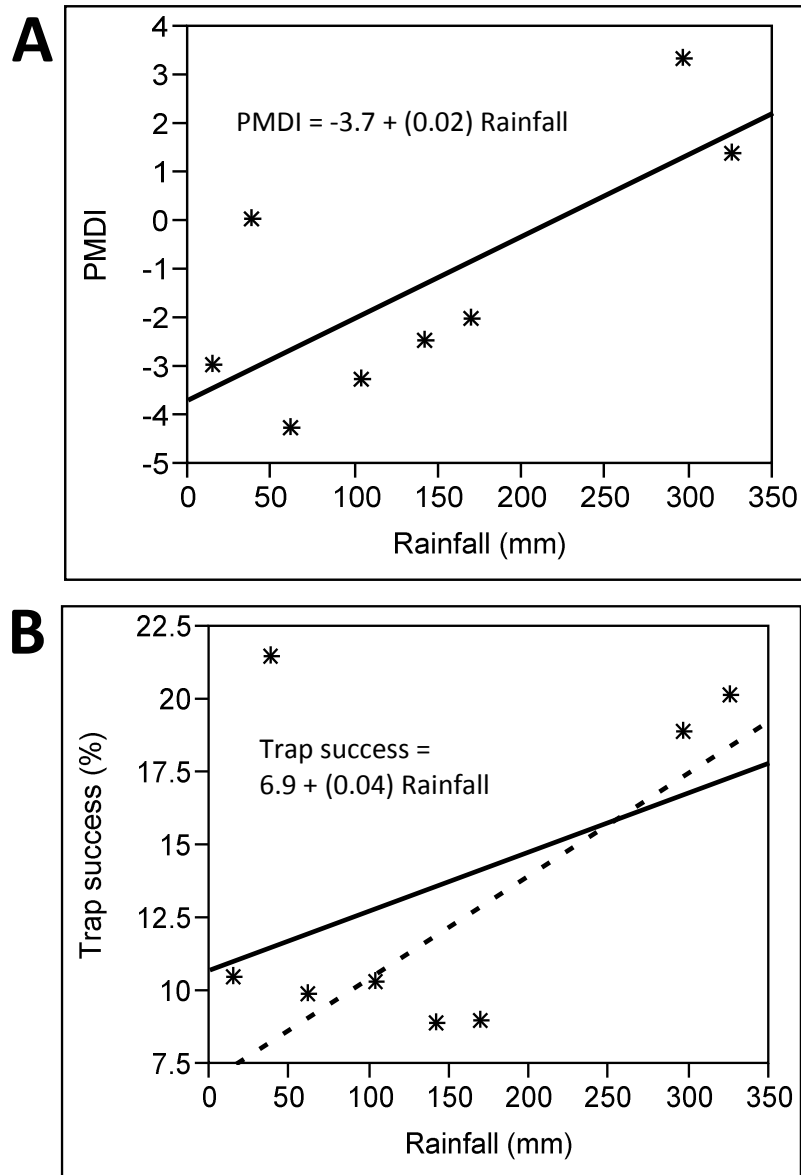 A
4
3
2
1
0
-1
-2
-3
-4
-5
PMDI
PMDI = -3.7 + (0.02) Rainfall
0 50 100 150 200 250 300 350
Rainfall (mm)
B
22.5
20
17.5
15
12.5
10
7.5
Trap success (%)
Trap success =
6.9 + (0.04) Rainfall
0 50 100 150 200 250 300 350
Rainfall (mm)